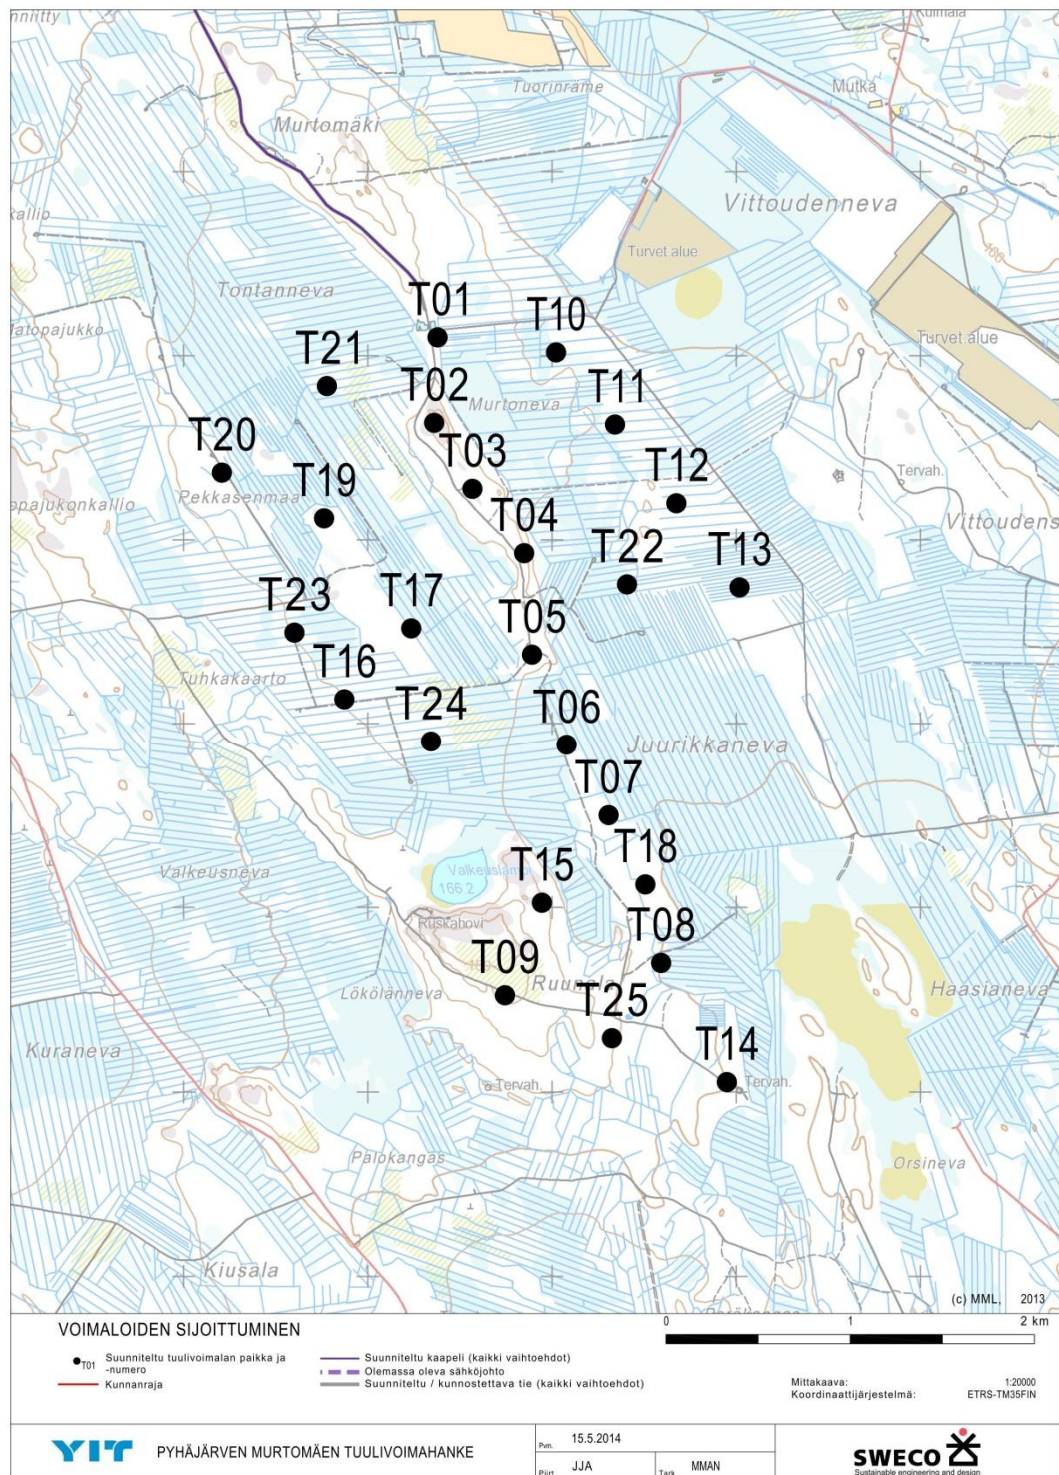 nniitty
Kulmala
Tuorinräme
Mutka
Murtomäki
Vittoudenneva
kallio
Turvet.alue
Tontanneva
T01
T10
atopajukko
Turvet.alue
T21
T02
Murtoneva
T11
T20
T03
Tervah.
T19
T12
Pekkasenmaa
opajukonkallio
Vittoudens
T04
T22
T13
T23
T17
T05
T16
Tuhkakaarto
T24
T06
Juurikkaneva
T07
Valkeusneva
Valkeuslampi
166.2
T18
T15
Ruskahovi
T08
T09
Ruunala
Haasianeva
Lökölänneva
T25
Kuraneva
T14
Tervah.
Tervah.
Palokangas
Orsineva
Kiusala
(c) MML, 2013
VOIMALOIDEN SIJOITTUMINEN
0 1 2 km
T01 Suunniteltu tuulivoimalan paikka ja
-numero
Kunnanraja
Suunniteltu kaapeli (kaikki vaihtoehdot)
Olemassa oleva sähköjohto
Suunniteltu / kunnostettava tie (kaikki vaihtoehdot)
Mittakaava: 1:20000
Koordinaattijärjestelmä: ETRS-TM35FIN
YIT PYHÄJÄRVEN MURTOMÄEN TUULIVOIMAHANKE
Pvm. 15.5.2014
Piirt. JJA Tark. MMAN
SWECO
Sustainable engineering and design